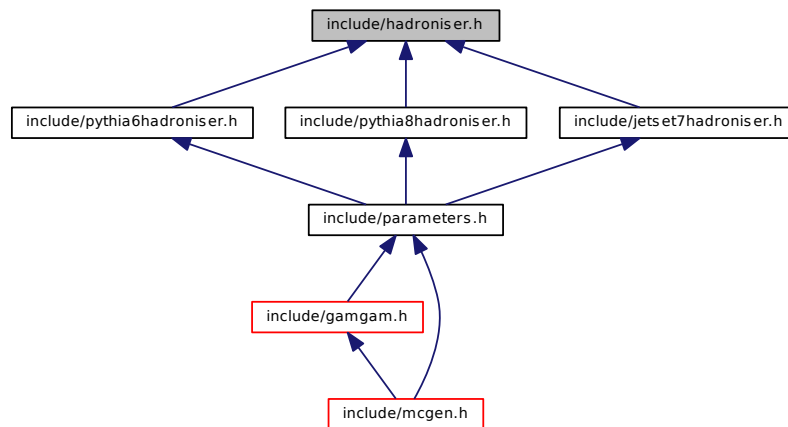 include/hadroniser.h
include/pythia6hadroniser.h
include/pythia8hadroniser.h
include/jetset7hadroniser.h
include/parameters.h
include/gamgam.h
include/mcgen.h